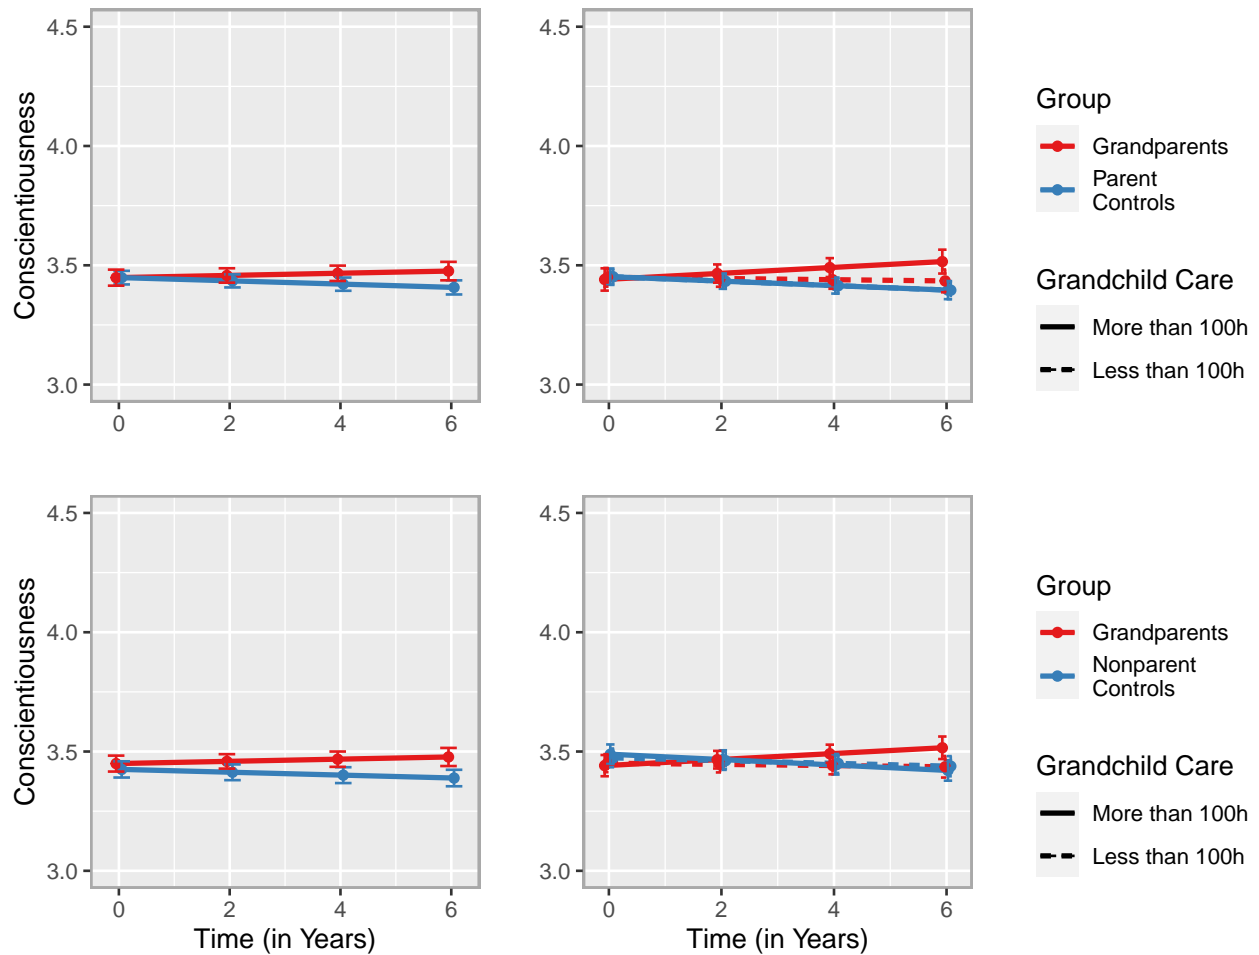 4.5
4.0
3.5
3.0
Conscientiousness
0 2 4 6
4.5
4.0
3.5
3.0
0 2 4 6
Group
Grandparents
Parent
Controls
Grandchild Care
More than 100h
Less than 100h
4.5
4.0
3.5
3.0
Conscientiousness
0 2 4 6
Time (in Years)
4.5
4.0
3.5
3.0
0 2 4 6
Time (in Years)
Group
Grandparents
Nonparent
Controls
Grandchild Care
More than 100h
Less than 100h